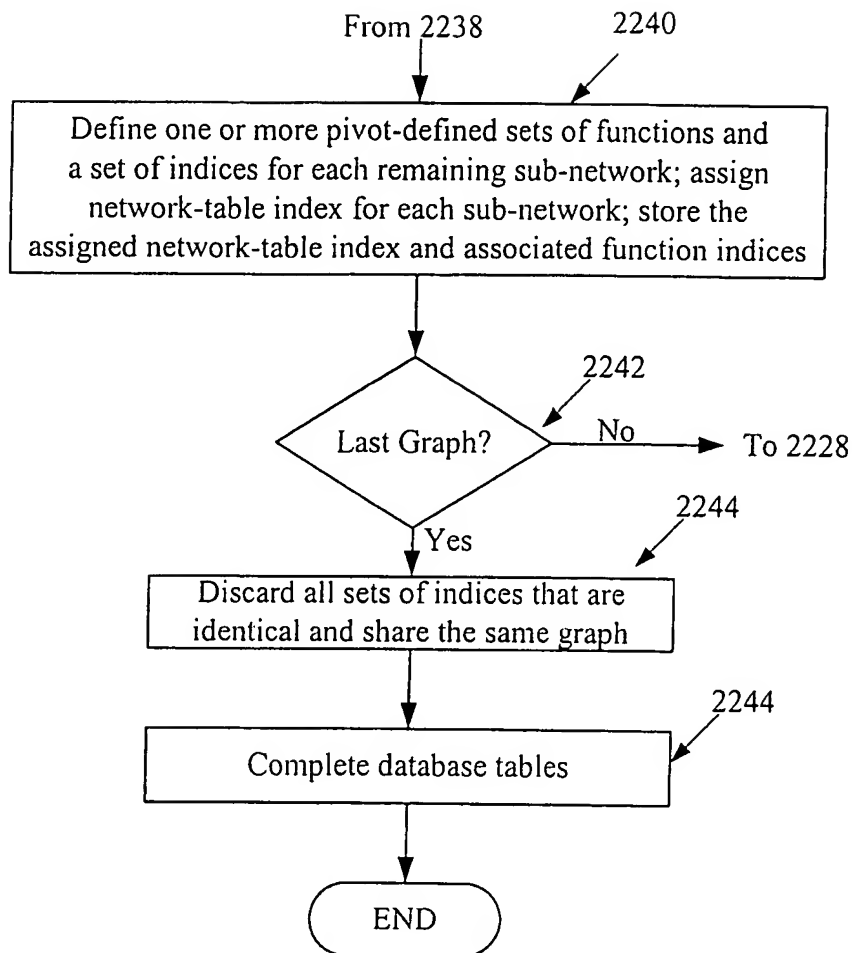 From 2238
2240
Define one or more pivot-defined sets of functions and
a set of indices for each remaining sub-network; assign
network-table index for each sub-network; store the
assigned network-table index and associated function indices
2242
Last Graph?
No
To 2228
Yes
2244
Discard all sets of indices that are
identical and share the same graph
2244
Complete database tables
END